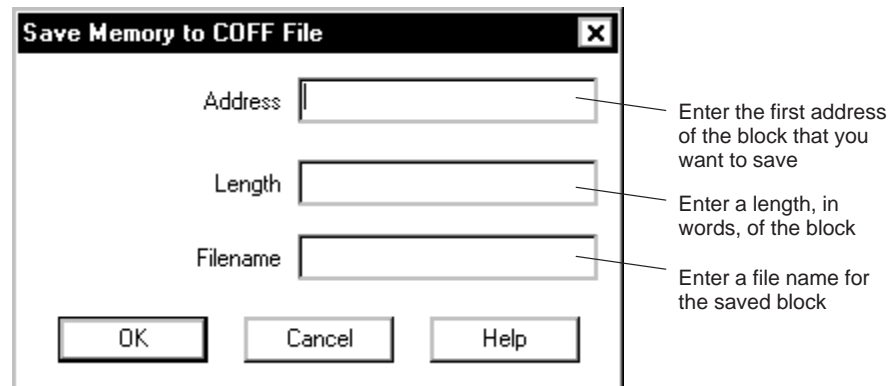 Save Memory to COFF File
Address
Enter the first address
of the block that you
want to save
Length
Enter a length, in
words, of the block
Filename
Enter a file name for
the saved block
OK
Cancel
Help